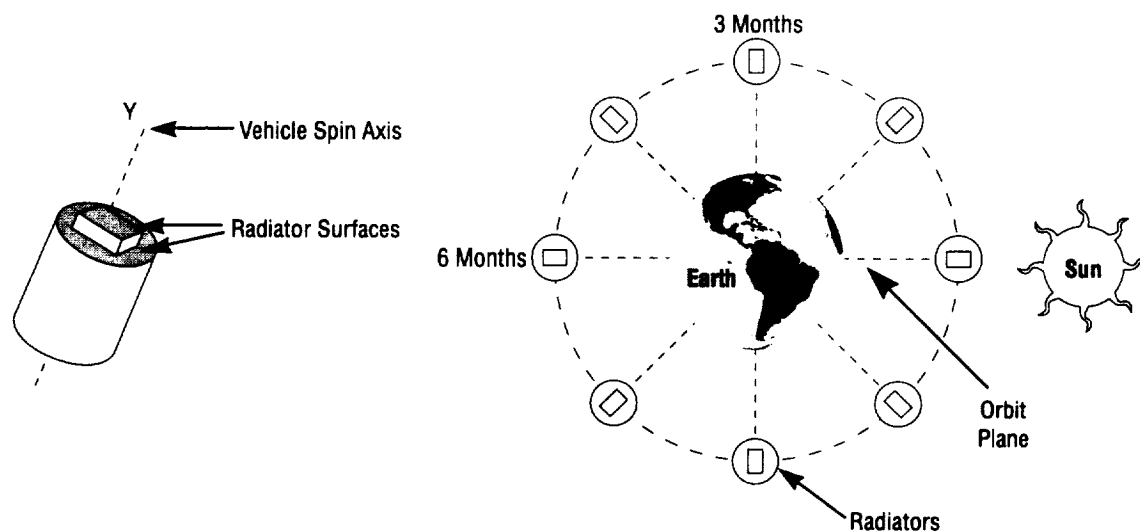 3 Months
Y
Vehicle Spin Axis
Radiator Surfaces
6 Months
Earth
Sun
Orbit
Plane
Radiators